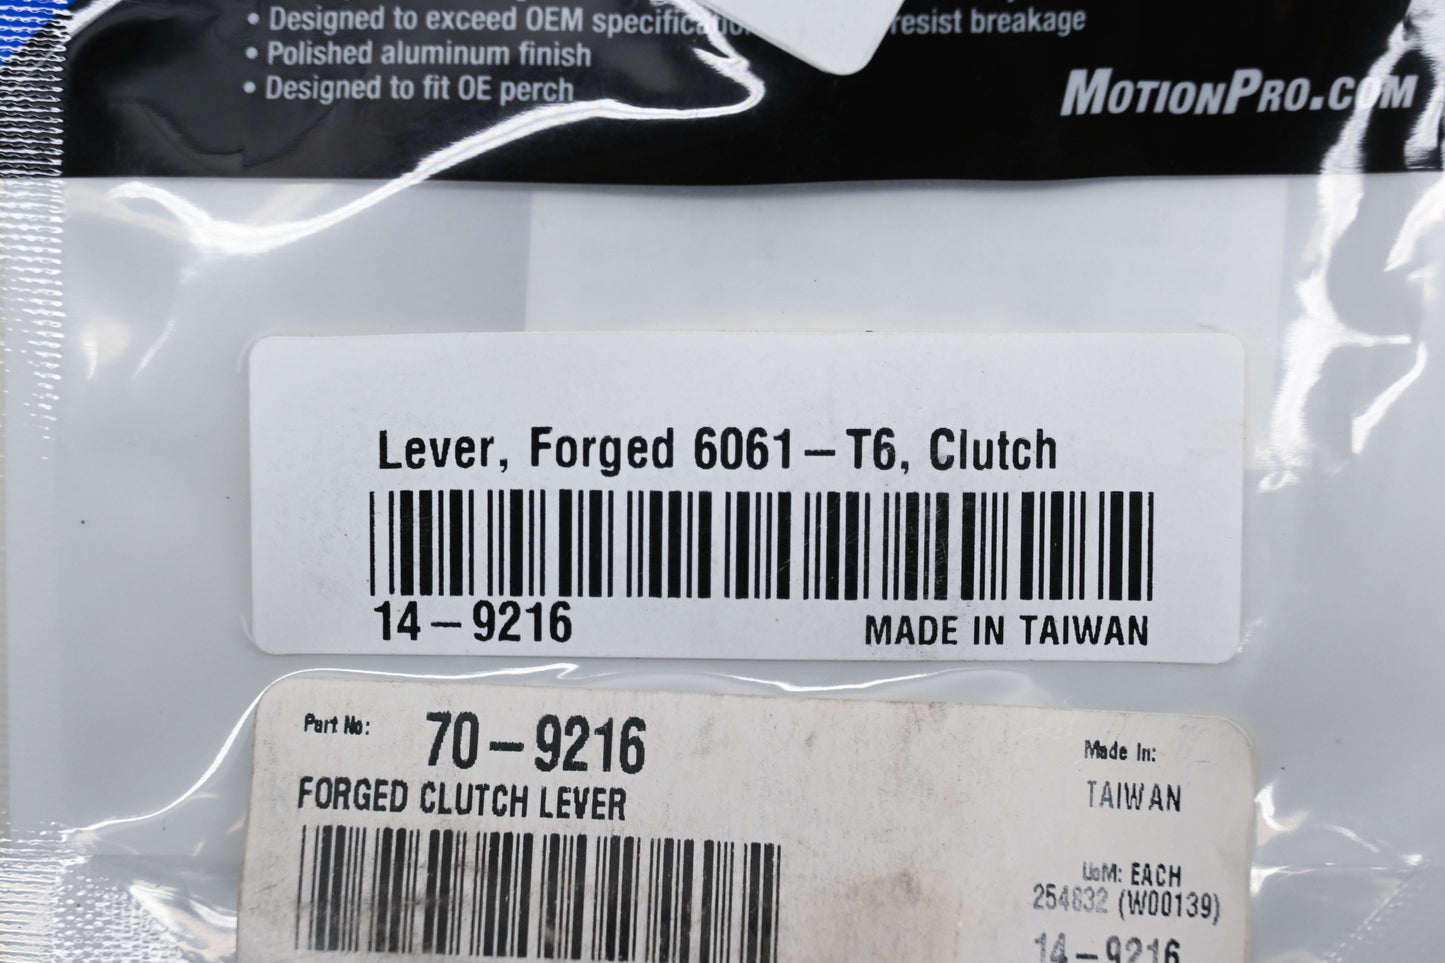 • Designed to exceed OEM resist breakage
• Polished aluminum finish
• Designed to fit OE perch
MOTIONPRO.COM
Lever, Forged 6061-T6, Clutch
14-9216
MADE IN TAIWAN
Part No: 70-9216
FORGED CLUTCH LEVER
Made In:
TAIWAN
UoM: EACH
254832 (W00139)
14-9216